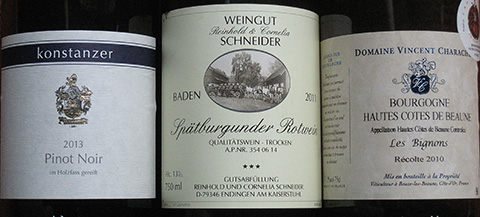 konstanzer
2013
Pinot Noir
im Holzfass gereift
WEINGUT
Reinhold & Cornelia
SCHNEIDER
BADEN
2011
Spätburgunder Rotwein
QUALITÄTSWEIN - TROCKEN
A.P.NR. 354 06 14
***
750 ml
GUTSABFÜLLUNG
REINHOLD UND CORNELIA SCHNEIDER
D-79346 ENDINGEN AM KAISERSTUHL
DOMAINE VINCENT CHARACHE
BOURGOGNE
HAUTES COTES DE BEAUNE
Appellation Hautes Côtes de Beaune Contrôlée
Les Bignons
Récolte 2010
Mis en bouteille à la Propriété